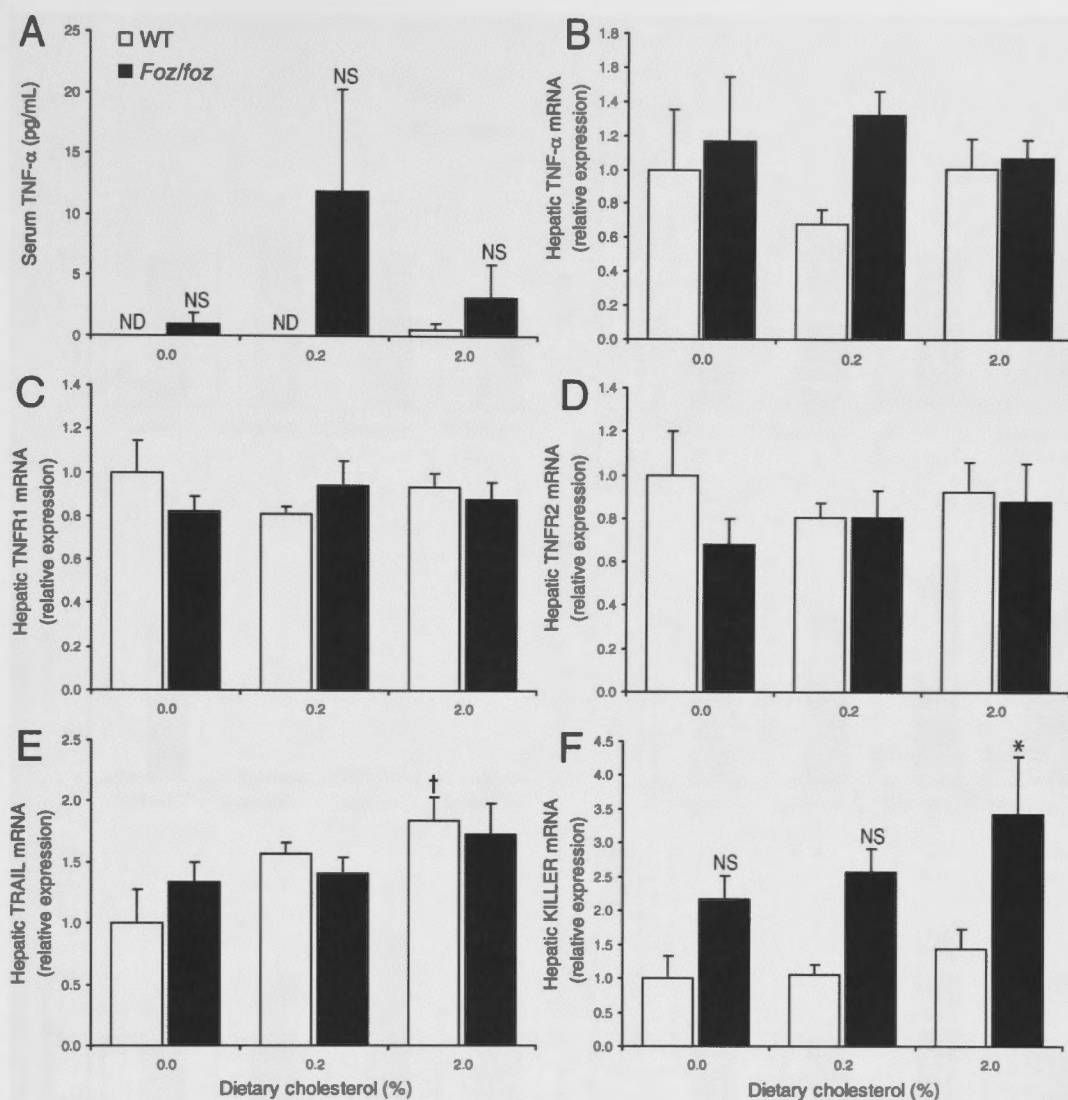 A
WT
Foz/foz
Serum TNF-α (pg/mL)
25
20
15
10
5
0
ND
NS
ND
NS
NS
0.0
0.2
2.0
B
Hepatic TNF-α mRNA
(relative expression)
1.8
1.6
1.4
1.2
1.0
0.8
0.6
0.4
0.2
0.0
0.0
0.2
2.0
C
Hepatic TNFR1 mRNA
(relative expression)
1.4
1.2
1.0
0.8
0.6
0.4
0.2
0.0
0.0
0.2
2.0
D
Hepatic TNFR2 mRNA
(relative expression)
1.4
1.2
1.0
0.8
0.6
0.4
0.2
0.0
0.0
0.2
2.0
E
Hepatic TRAIL mRNA
(relative expression)
2.5
2.0
1.5
1.0
0.5
0.0
†
0.0
0.2
2.0
Dietary cholesterol (%)
F
Hepatic KILLER mRNA
(relative expression)
4.5
4.0
3.5
3.0
2.5
2.0
1.5
1.0
0.5
0.0
NS
NS
*
0.0
0.2
2.0
Dietary cholesterol (%)